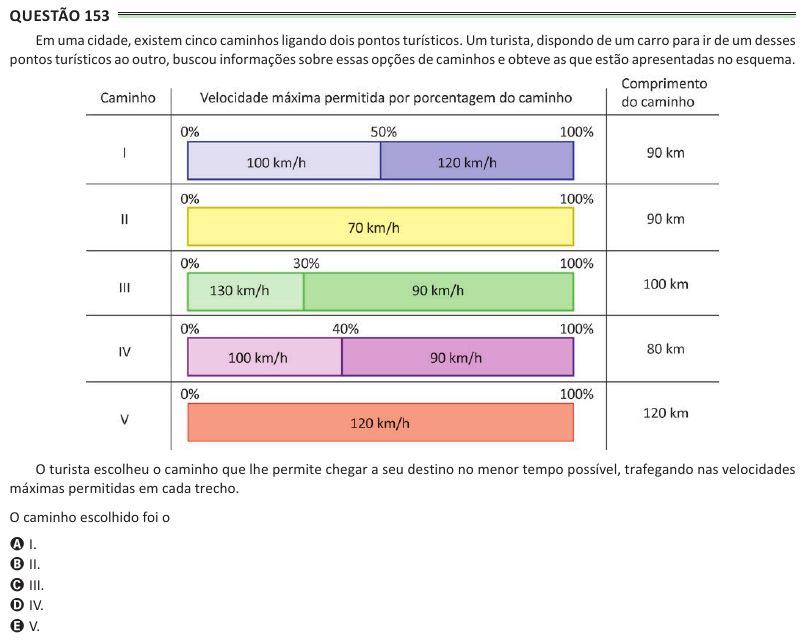 QUESTÃO 153
Em uma cidade, existem cinco caminhos ligando dois pontos turísticos. Um turista, dispondo de um carro para ir de um desses
pontos turísticos ao outro, buscou informações sobre essas opções de caminhos e obteve as que estão apresentadas no esquema.
Caminho Velocidade máxima permitida por porcentagem do caminho Comprimento
do caminho
0% 50% 100%
I 100 km/h 120 km/h 90 km
0% 100%
II 70 km/h 90 km
0% 30% 100%
III 130 km/h 90 km/h 100 km
0% 40% 100%
IV 100 km/h 90 km/h 80 km
0% 100%
V 120 km/h 120 km
O turista escolheu o caminho que lhe permite chegar a seu destino no menor tempo possível, trafegando nas velocidades
máximas permitidas em cada trecho.
O caminho escolhido foi o
A I.
B II.
C III.
D IV.
E V.